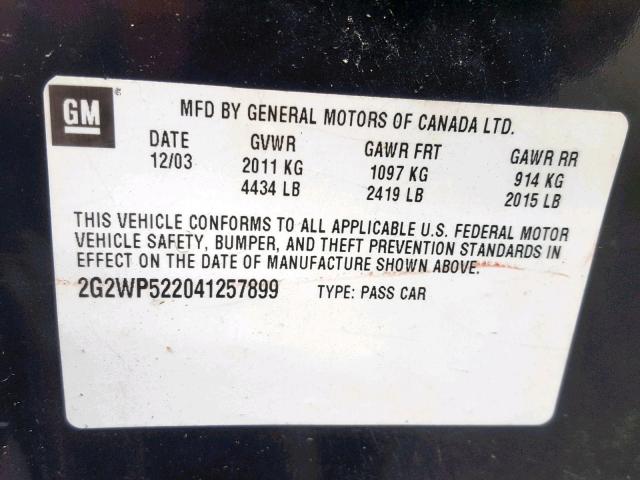 GM
MFD BY GENERAL MOTORS OF CANADA LTD.
DATE GVWR GAWR FRT GAWR RR
12/03 2011 KG 1097 KG 914 KG
4434 LB 2419 LB 2015 LB
THIS VEHICLE CONFORMS TO ALL APPLICABLE U.S. FEDERAL MOTOR
VEHICLE SAFETY, BUMPER, AND THEFT PREVENTION STANDARDS IN
EFFECT ON THE DATE OF MANUFACTURE SHOWN ABOVE.
2G2WP522041257899 TYPE: PASS CAR